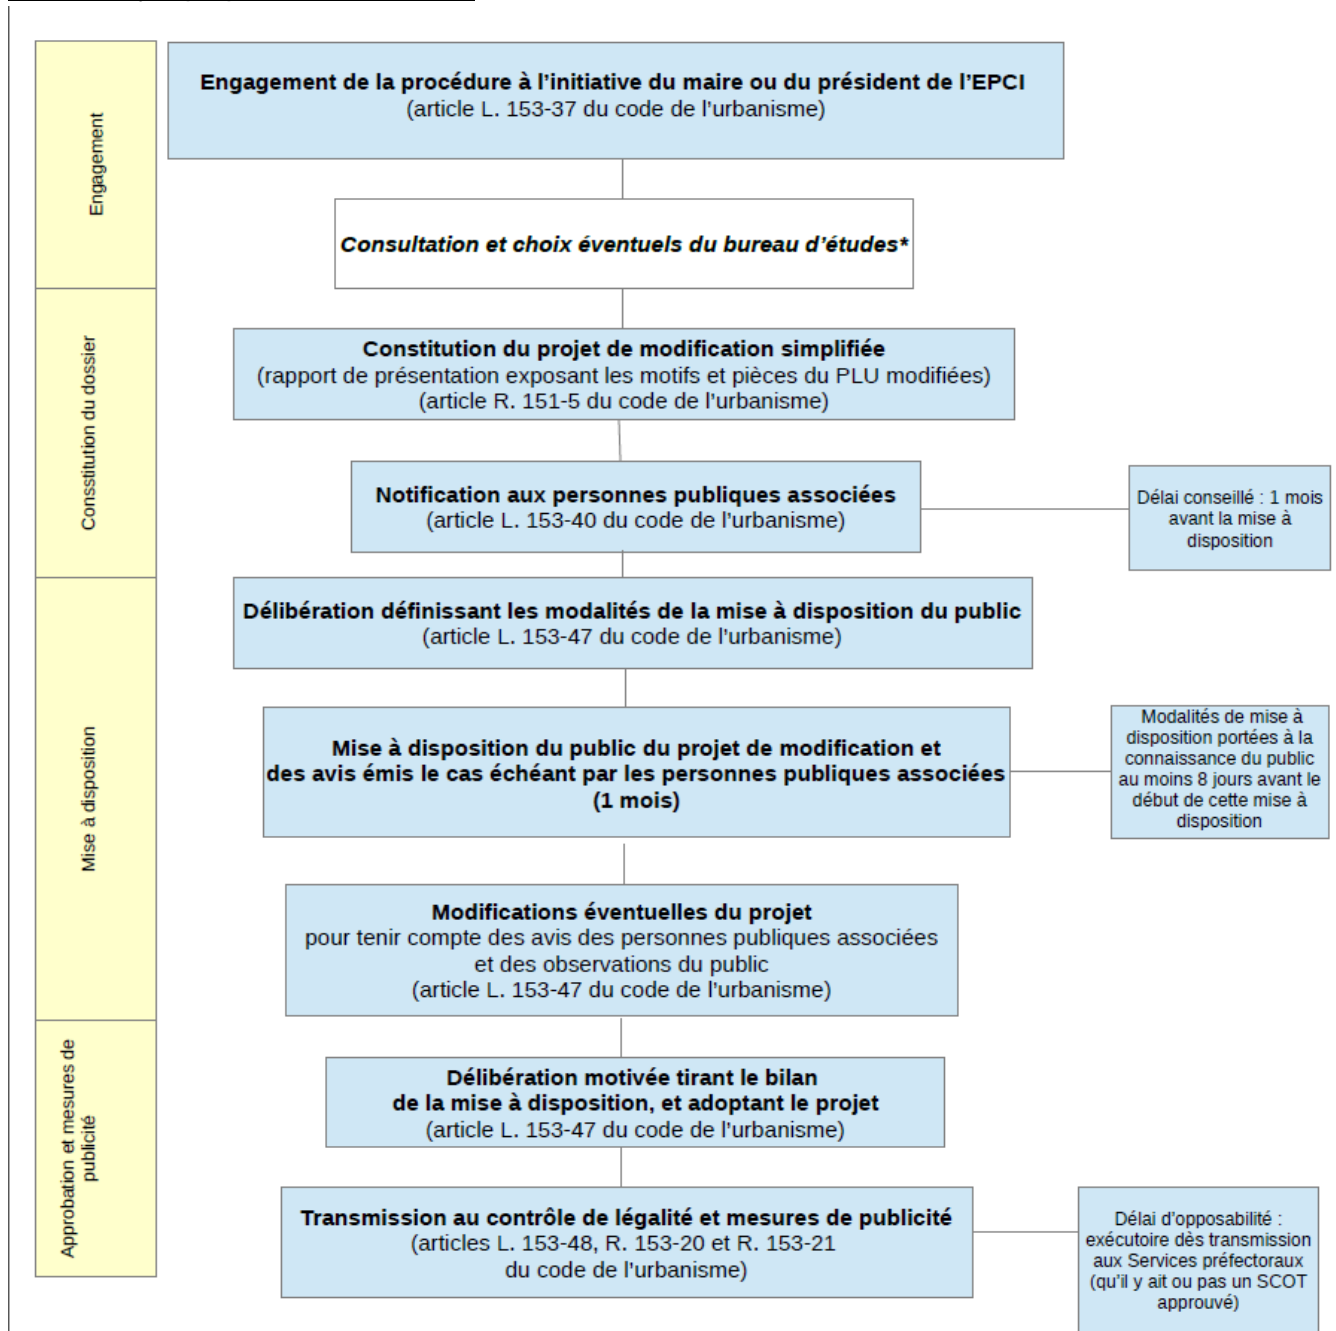 Engagement
Engagement de la procédure à l'initiative du maire ou du président de l'EPCI
(article L. 153-37 du code de l'urbanisme)
Consultation et choix éventuels du bureau d'études*
Consstitution du dossier
Constitution du projet de modification simplifiée
(rapport de présentation exposant les motifs et pièces du PLU modifiées)
(article R. 151-5 du code de l'urbanisme)
Notification aux personnes publiques associées
(article L. 153-40 du code de l'urbanisme)
Délai conseillé : 1 mois
avant la mise à
disposition
Mise à disposition
Délibération définissant les modalités de la mise à disposition du public
(article L. 153-47 du code de l'urbanisme)
Mise à disposition du public du projet de modification et
des avis émis le cas échéant par les personnes publiques associées
(1 mois)
Modalités de mise à
disposition portées à la
connaissance du public
au moins 8 jours avant le
début de cette mise à
disposition
Modifications éventuelles du projet
pour tenir compte des avis des personnes publiques associées
et des observations du public
(article L. 153-47 du code de l'urbanisme)
Approbation et mesures de
publicité
Délibération motivée tirant le bilan
de la mise à disposition, et adoptant le projet
(article L. 153-47 du code de l'urbanisme)
Transmission au contrôle de légalité et mesures de publicité
(articles L. 153-48, R. 153-20 et R. 153-21
du code de l'urbanisme)
Délai d'opposabilité :
exécutoire dès transmission
aux Services préfectoraux
(qu'il y ait ou pas un SCOT
approuvé)